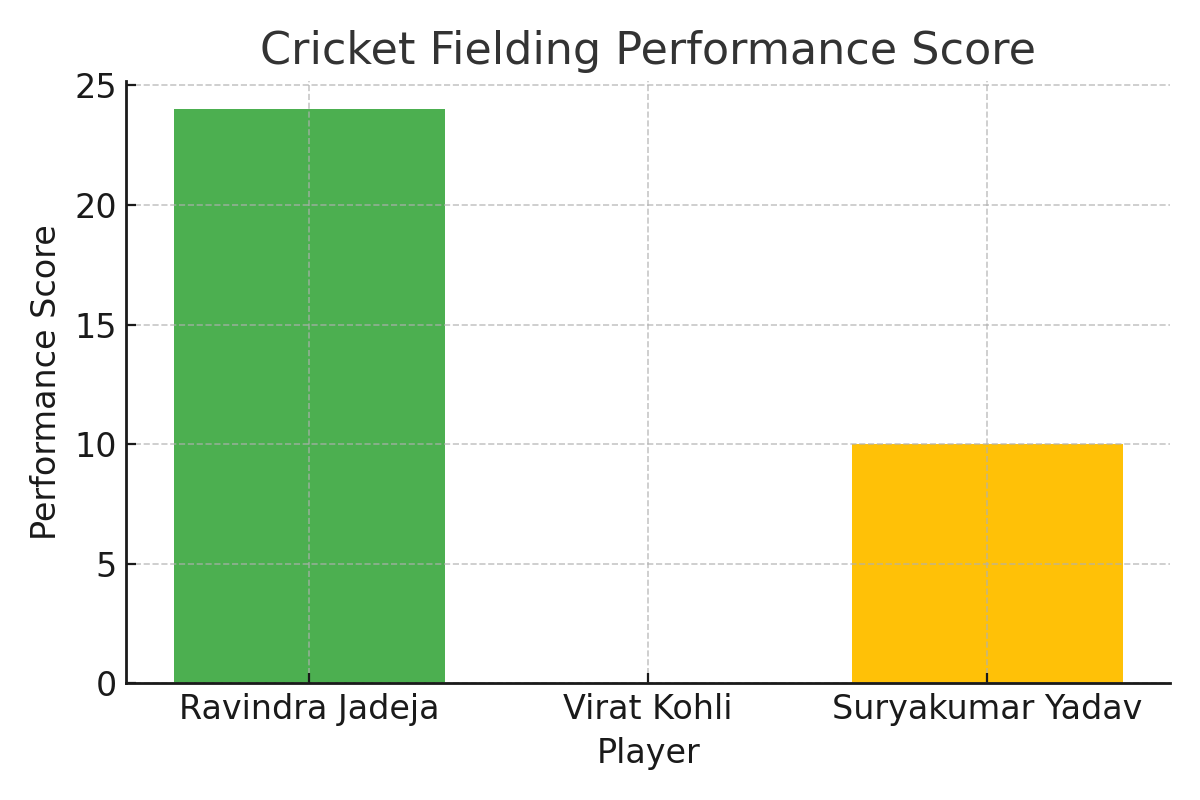 Cricket Fielding Performance Score
25
20
15
10
5
0
Performance Score
Ravindra Jadeja
Virat Kohli
Suryakumar Yadav
Player